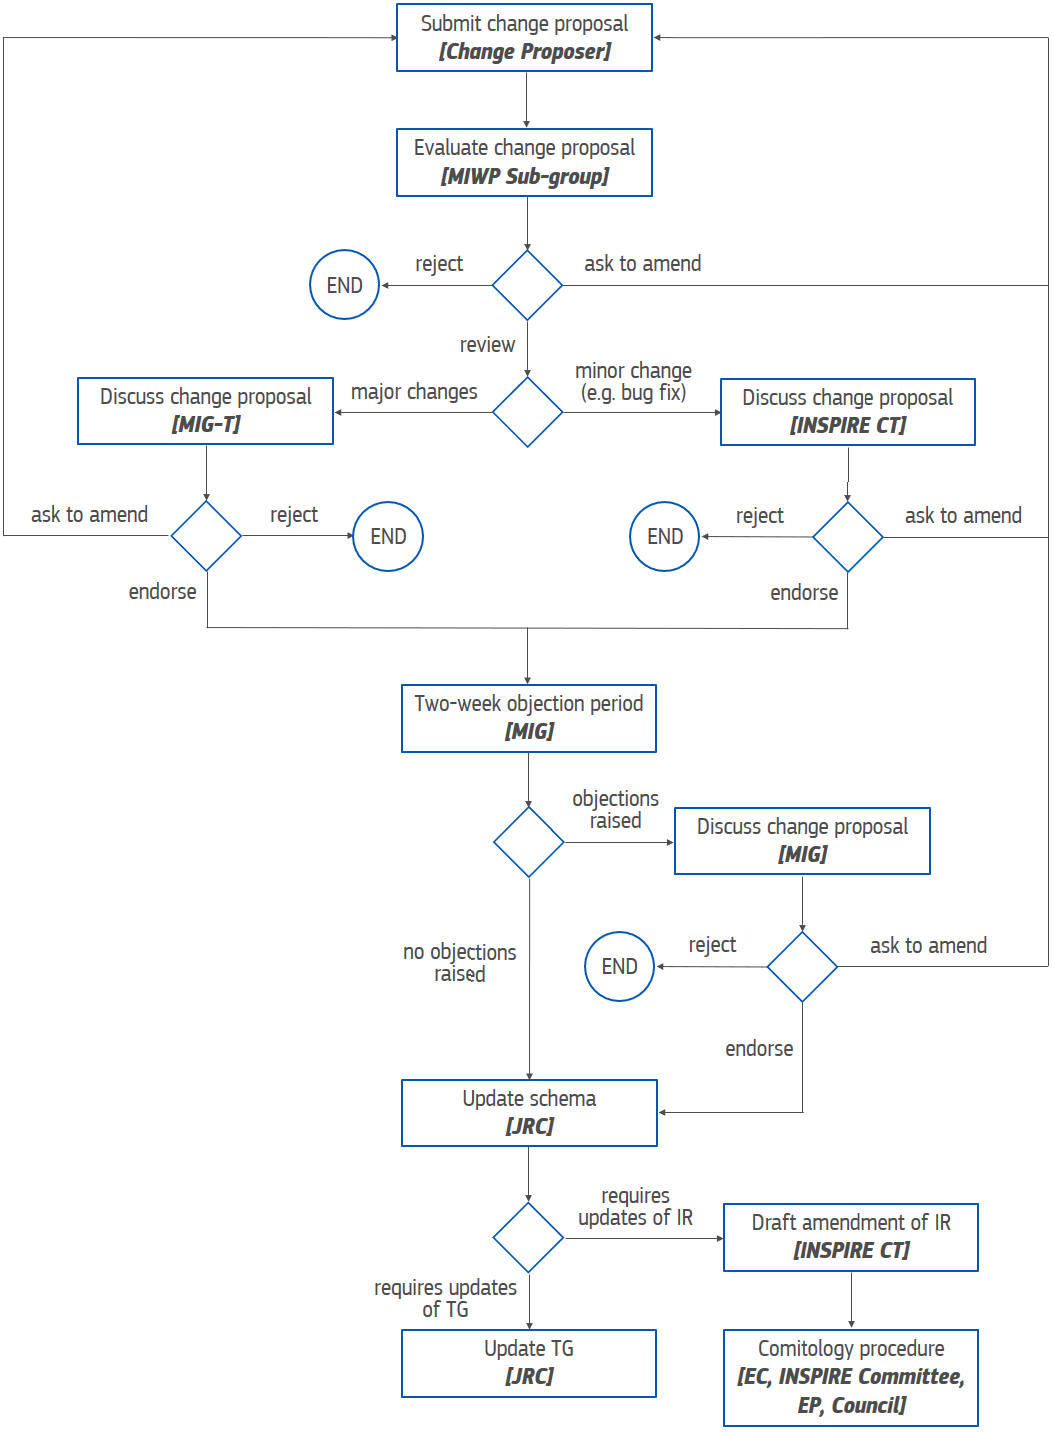 Submit change proposal
[Change Proposer]
Evaluate change proposal
[MIWP Sub-group]
END
reject
ask to amend
review
major changes
minor change
(e.g. bug fix)
Discuss change proposal
[MIG-T]
Discuss change proposal
[INSPIRE CT]
ask to amend
reject
END
END
reject
ask to amend
endorse
endorse
Two-week objection period
[MIG]
objections
raised
Discuss change proposal
[MIG]
no objections
raised
END
reject
ask to amend
endorse
Update schema
[JRC]
requires
updates of IR
Draft amendment of IR
[INSPIRE CT]
requires updates
of TG
Update TG
[JRC]
Comitology procedure
[EC, INSPIRE Committee,
EP, Council]